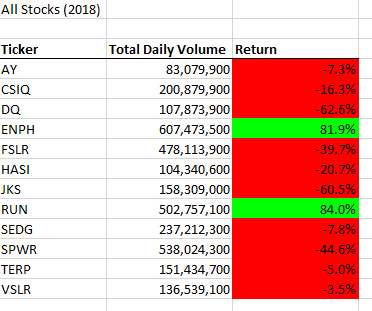 All Stocks (2018)
Ticker Total Daily Volume Return
AY 83,079,900 -7.3%
CSIQ 200,879,900 -16.3%
DQ 107,873,900 -62.6%
ENPH 607,473,500 81.9%
FSLR 478,113,900 -39.7%
HASI 104,340,600 -20.7%
JKS 158,309,000 -60.5%
RUN 502,757,100 84.0%
SEDG 237,212,300 -7.8%
SPWR 538,024,300 -44.6%
TERP 151,434,700 -5.0%
VSLR 136,539,100 -3.5%